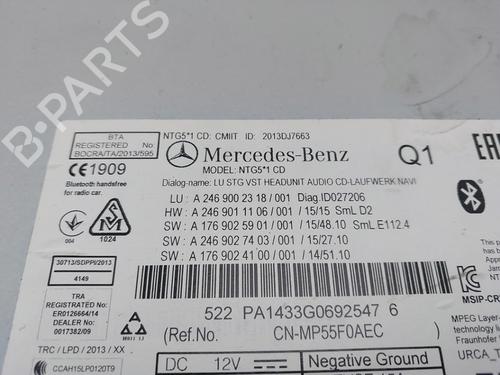 B-PARTS
BTA
REGISTERED No
BOCRA/TA/2013/595
NTG5*1 CD: CMIIT ID: 2013DJ7663
Mercedes-Benz
MODEL: NTG5*1 CD
Q1
EAC
CE1909
Bluetooth handsfree
for radio car.
Dialog-name: LU STG VST HEADUNIT AUDIO CD-LAUFWERK NAVI
LU : A 246 900 23 18 /001 Diag.ID027206
HW : A 246 901 11 06 /001 / 15/15 SmL D2
SW : A 176 902 59 01 /001 / 15/48.10 SmL E112.4
SW : A 246 902 74 03 /001 / 15/27.10
SW : A 176 902 41 00 /001 / 14/51.10
004
SM
1024
30713/SDPPI/2013
4149
TRA
REGISTERED No:
ER0126664/14
DEALER No:
0017382/09
A 0 1 1 J J
522 PA1433G0692547 6
(Ref.No. CN-MP55F0AEC)
TRC / LPD / 2013 / XX
CCAH15LP0120T9
DC 12V
Negative Ground
MSIP-CR
MPEG Layer-
technology li
Fraunhofer
URCA_T